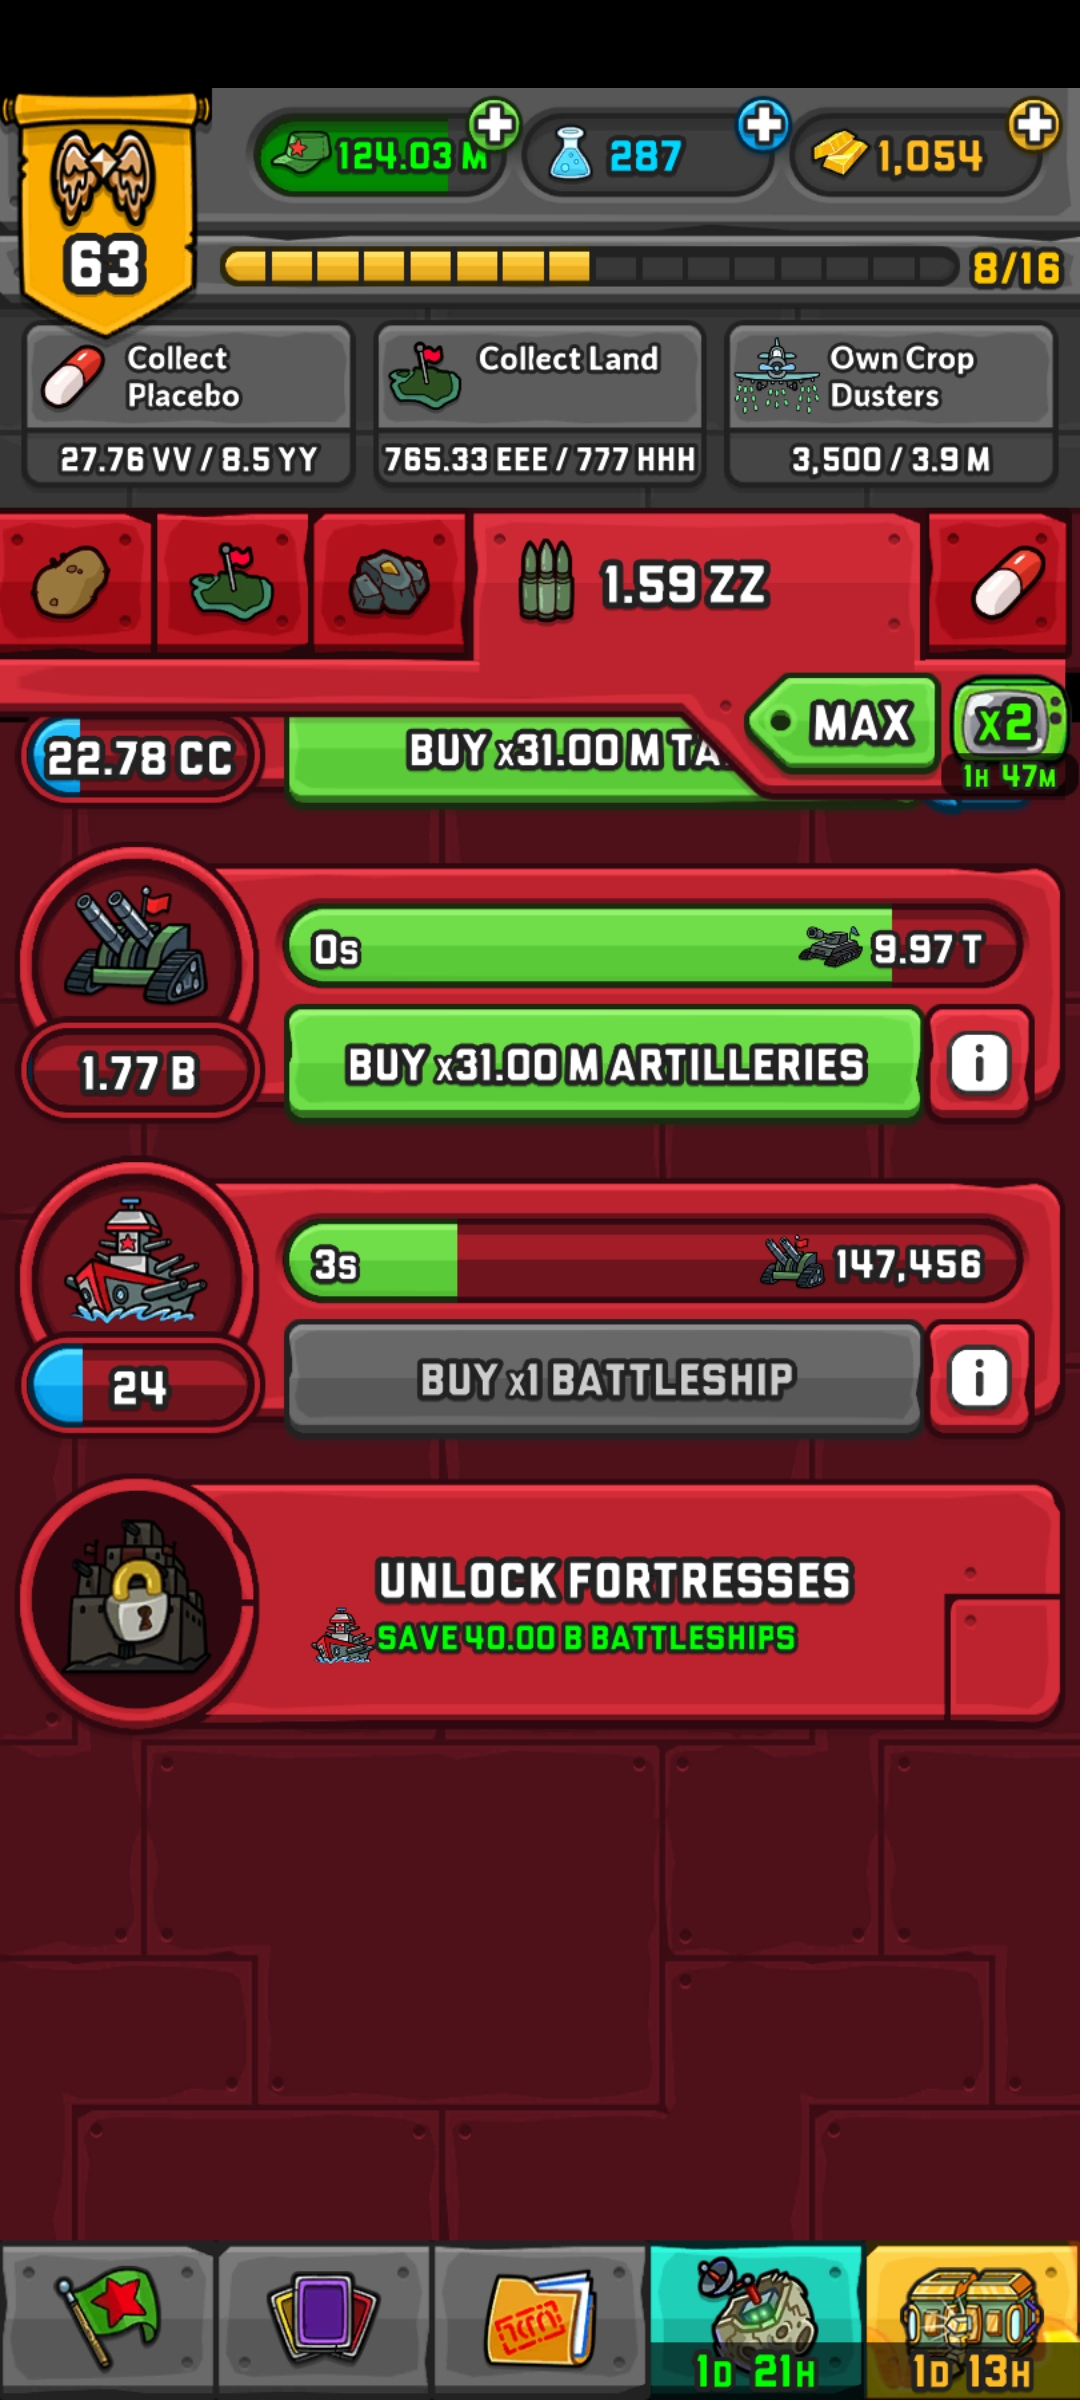 124.03 M
287
1,054
63
8/16
Collect
Placebo
27.76 VV / 8.5 YY
Collect Land
765.33 EEE / 777 HHH
Own Crop
Dusters
3,500 / 3.9 M
1.59 ZZ
MAX
x2
1H 47M
22.78 CC
BUY x31.00 M TA
0s
9.97 T
1.77 B
BUY x31.00 M ARTILLERIES
i
3s
147,456
24
BUY x1 BATTLESHIP
i
UNLOCK FORTRESSES
SAVE 40.00 B BATTLESHIPS
1D 21H
1D 13H